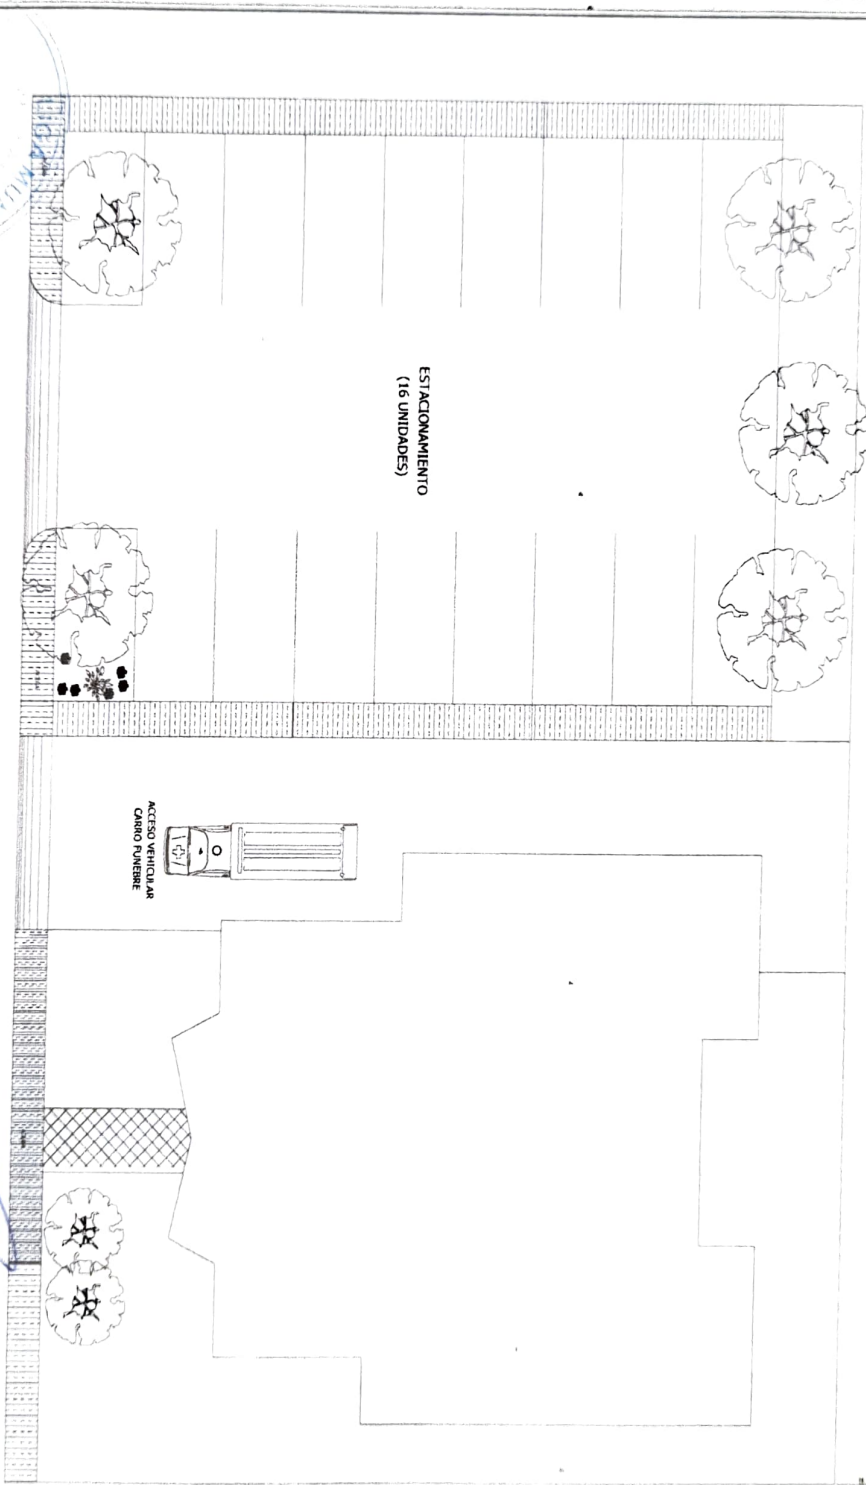 ESTACIONAMIENTO
(16 UNIDADES)
ACCESO VEHICULAR
CARRO FUNEBRE